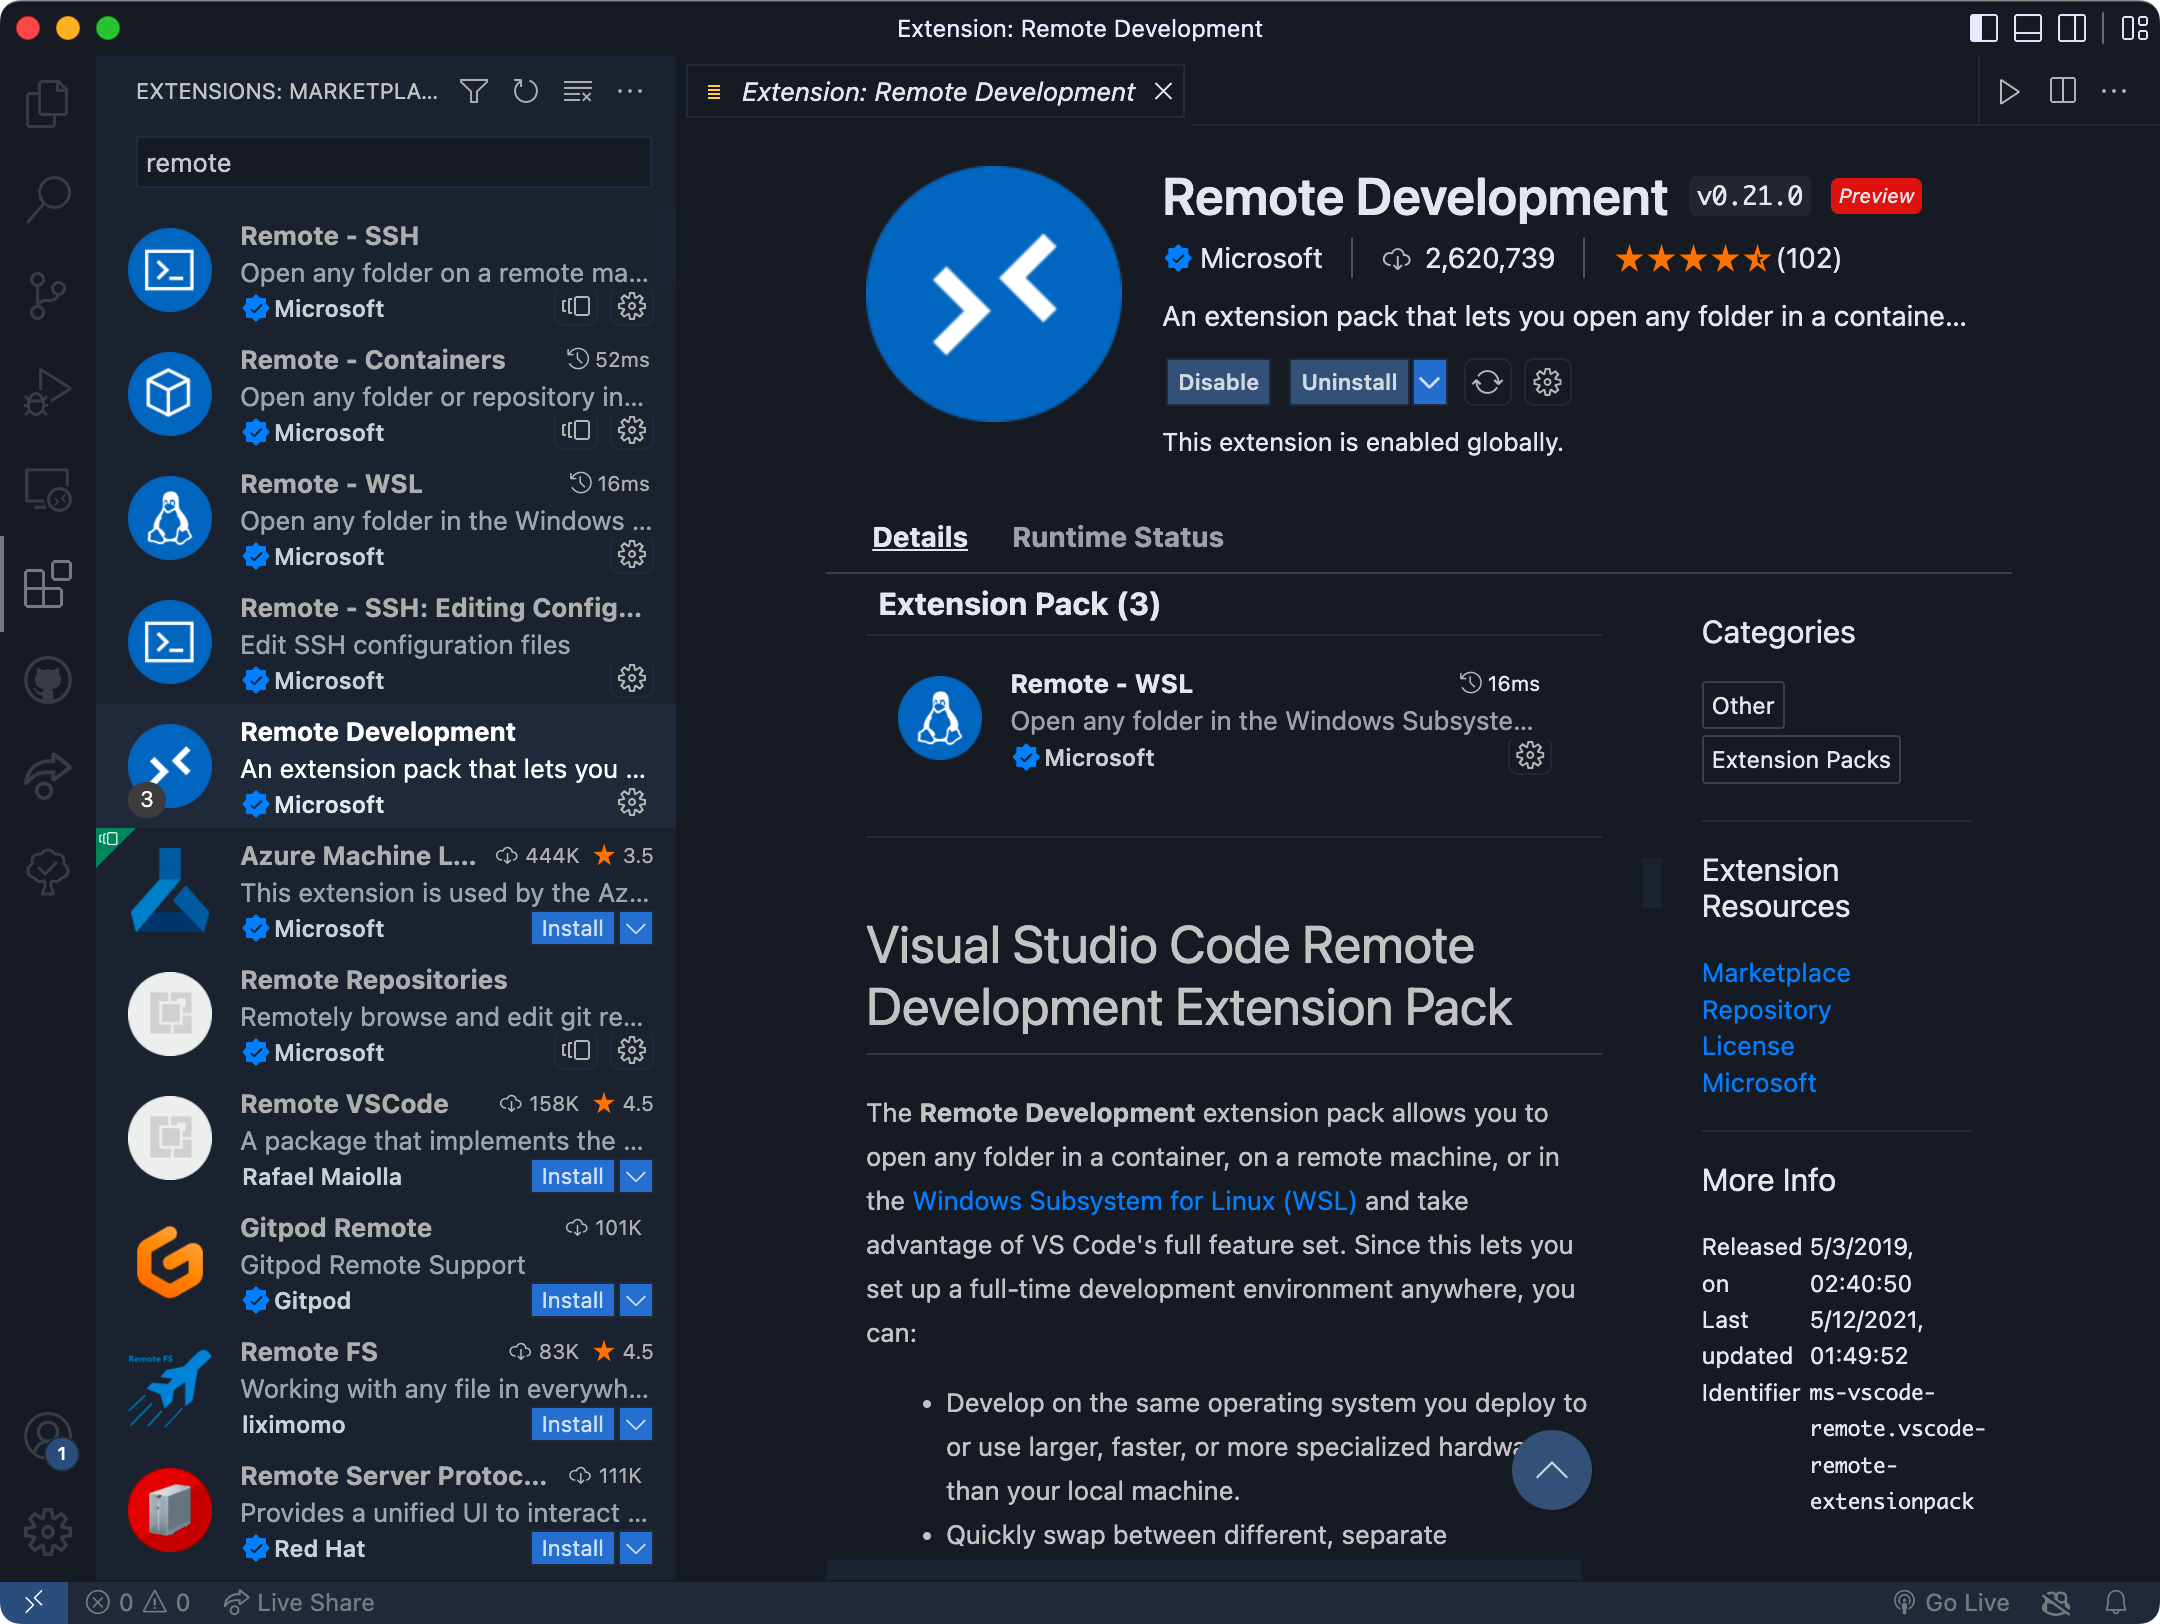 Extension: Remote Development
EXTENSIONS: MARKETPLA...
remote
Remote - SSH
Open any folder on a remote ma...
Microsoft
Remote - Containers 52ms
Open any folder or repository in...
Microsoft
Remote - WSL 16ms
Open any folder in the Windows ...
Microsoft
Remote - SSH: Editing Config...
Edit SSH configuration files
Microsoft
Remote Development
An extension pack that lets you ...
3
Microsoft
Azure Machine L... 444K 3.5
This extension is used by the Az...
Microsoft Install
Remote Repositories
Remotely browse and edit git re...
Microsoft
Remote VSCode 158K 4.5
A package that implements the ...
Rafael Maiolla Install
Gitpod Remote 101K
Gitpod Remote Support
Gitpod Install
Remote FS
Remote FS 83K 4.5
Working with any file in everywh...
liximomo Install
Remote Server Protoc... 111K
Provides a unified UI to interact ...
Red Hat Install
1
Extension: Remote Development
Remote Development v0.21.0 Preview
Microsoft 2,620,739 (102)
An extension pack that lets you open any folder in a containe...
Disable Uninstall
This extension is enabled globally.
Details Runtime Status
Extension Pack (3)
Remote - WSL 16ms
Open any folder in the Windows Subsyste...
Microsoft
Visual Studio Code Remote
Development Extension Pack
The Remote Development extension pack allows you to
open any folder in a container, on a remote machine, or in
the Windows Subsystem for Linux (WSL) and take
advantage of VS Code's full feature set. Since this lets you
set up a full-time development environment anywhere, you
can:
• Develop on the same operating system you deploy to
or use larger, faster, or more specialized hardwa
than your local machine.
• Quickly swap between different, separate
Categories
Other
Extension Packs
Extension
Resources
Marketplace
Repository
License
Microsoft
More Info
Released 5/3/2019,
on 02:40:50
Last 5/12/2021,
updated 01:49:52
Identifier ms-vscode-
remote.vscode-
remote-
extensionpack
0 0 Live Share
Go Live